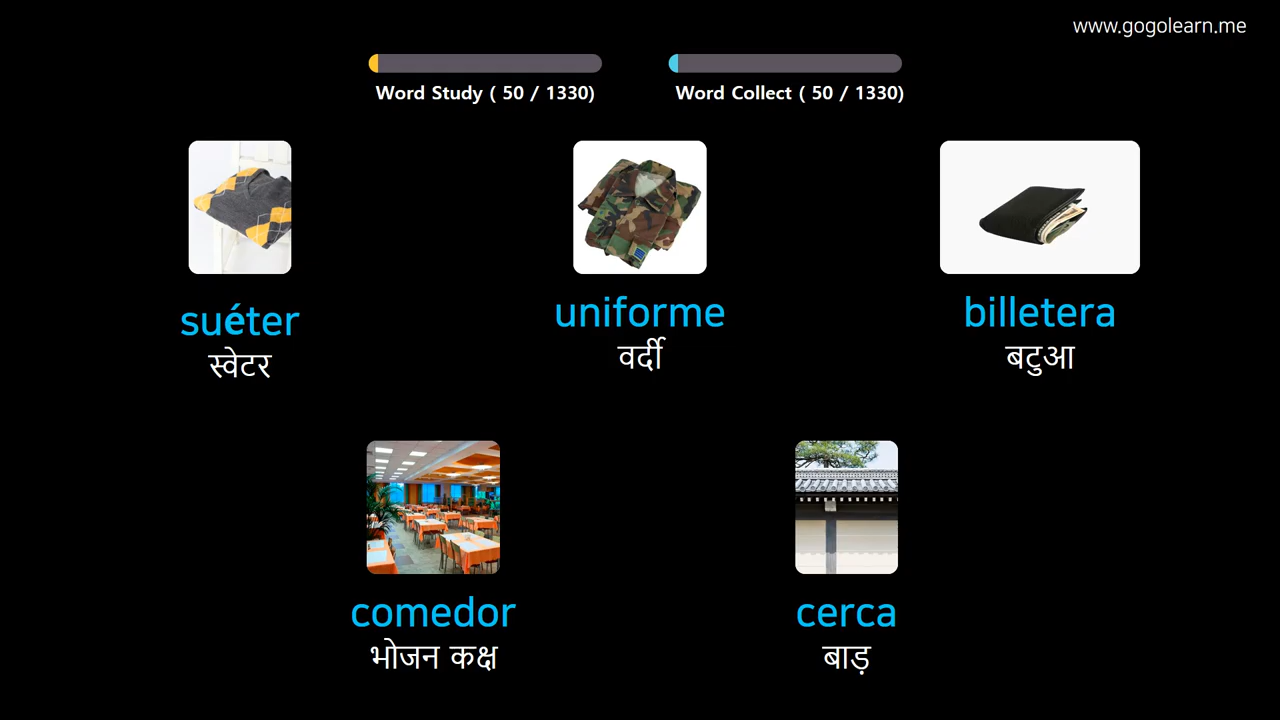 www.gogolearn.me
Word Study ( 50 / 1330)
Word Collect ( 50 / 1330)
suéter
स्वेटर
uniforme
वर्दी
billetera
बटुआ
comedor
भोजन कक्ष
cerca
बाड़